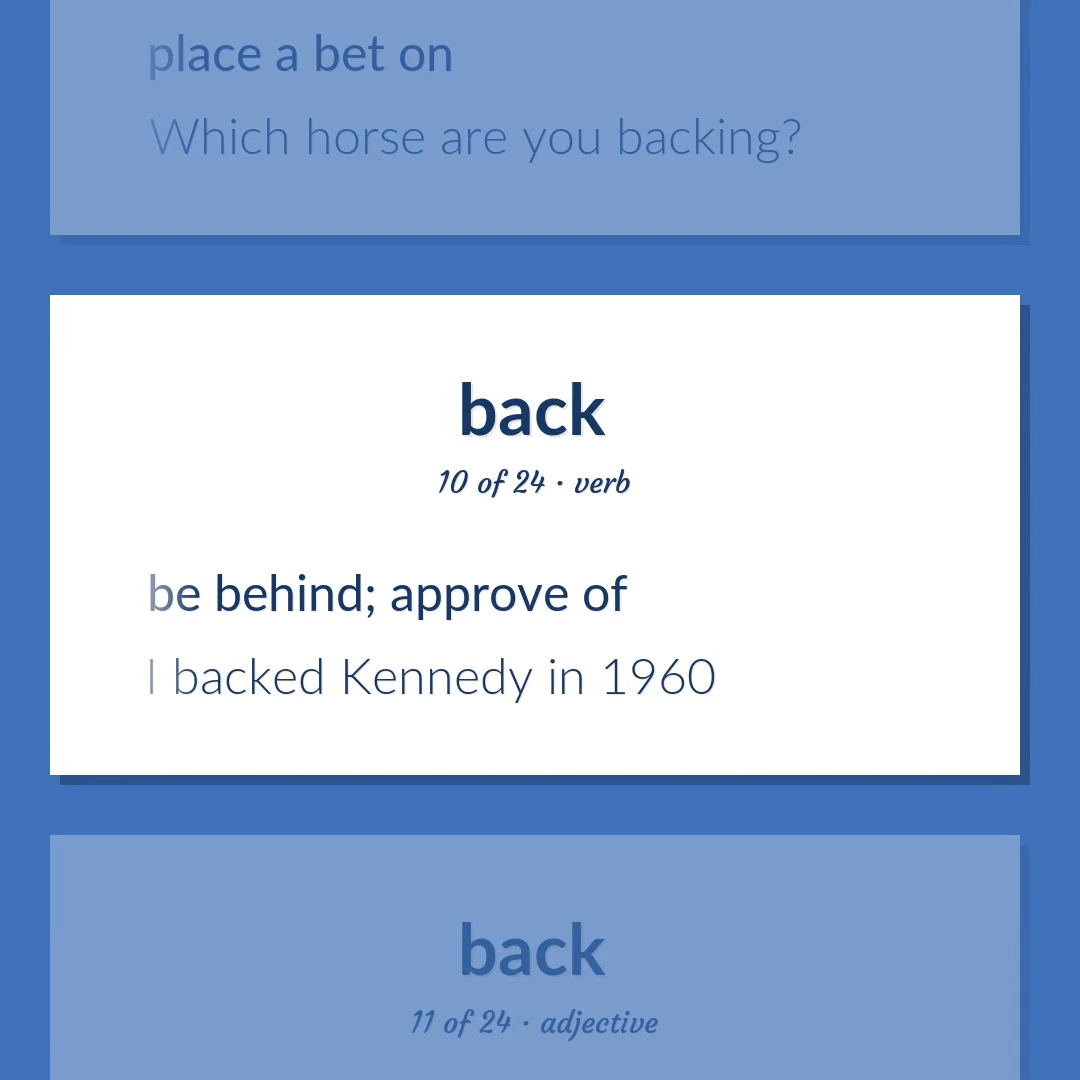 place a bet on
Which horse are you backing?
back
10 of 24 · verb
be behind; approve of
I backed Kennedy in 1960
back
11 of 24 · adjective